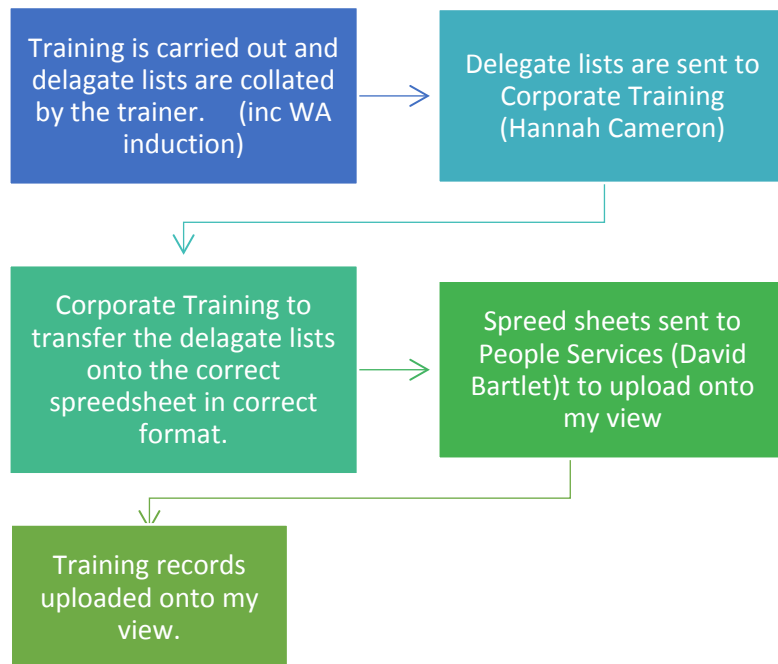 Training is carried out and
delagate lists are collated
by the trainer. (inc WA
induction)
Delegate lists are sent to
Corporate Training
(Hannah Cameron)
Corporate Training to
transfer the delagate lists
onto the correct
spreedsheet in correct
format.
Spreed sheets sent to
People Services (David
Bartlet)t to upload onto
my view
Training records
uploaded onto my
view.